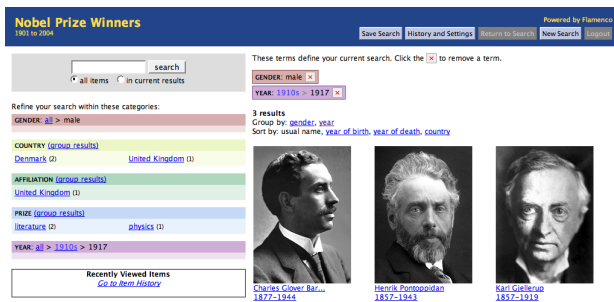 Nobel Prize Winners
1901 to 2004
Powered by Flamenco
Save Search History and Settings Return to Search New Search Logout
search
all items in current results
Refine your search within these categories:
GENDER: all > male
COUNTRY (group results)
Denmark (2) United Kingdom (1)
AFFILIATION (group results)
United Kingdom (1)
PRIZE (group results)
literature (2) physics (1)
YEAR: all > 1910s > 1917
Recently Viewed Items
Go to Item History
These terms define your current search. Click the × to remove a term.
GENDER: male ×
YEAR: 1910s > 1917 ×
3 results
Group by: gender, year
Sort by: usual name, year of birth, year of death, country
Charles Glover Bar...
1877-1944
Henrik Pontoppidan
1857-1943
Karl Gjellerup
1857-1919